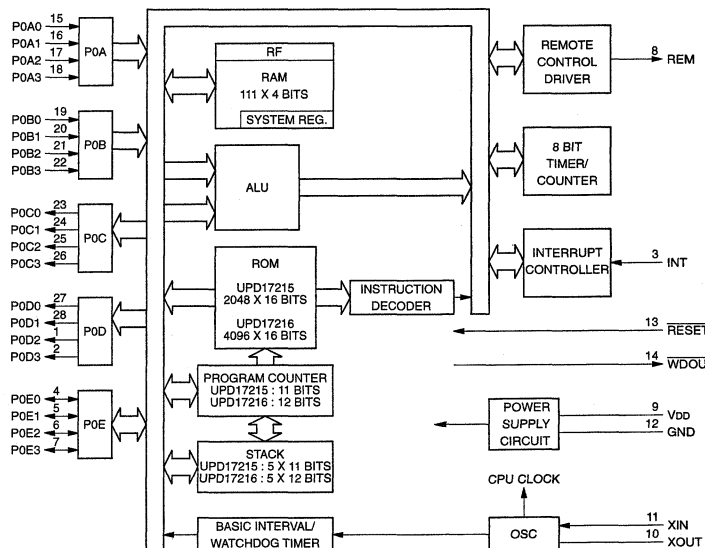 P0A0 15
P0A1 16
P0A2 17
P0A3 18
P0A
P0B0 19
P0B1 20
P0B2 21
P0B3 22
P0B
P0C0 23
P0C1 24
P0C2 25
P0C3 26
P0C
P0D0 27
P0D1 28
P0D2 1
P0D3 2
P0D
P0E0 4
P0E1 5
P0E2 6
P0E3 7
P0E
RF
RAM
111 X 4 BITS
SYSTEM REG.
ALU
ROM
UPD17215
2048 X 16 BITS
UPD17216
4096 X 16 BITS
INSTRUCTION
DECODER
PROGRAM COUNTER
UPD17215 : 11 BITS
UPD17216 : 12 BITS
STACK
UPD17215 : 5 X 11 BITS
UPD17216 : 5 X 12 BITS
BASIC INTERVAL/
WATCHDOG TIMER
REMOTE
CONTROL
DRIVER
8 REM
8 BIT
TIMER/
COUNTER
INTERRUPT
CONTROLLER
3 INT
13 RESET
14 WDOU
POWER
SUPPLY
CIRCUIT
9 VDD
12 GND
CPU CLOCK
OSC
11 XIN
10 XOUT